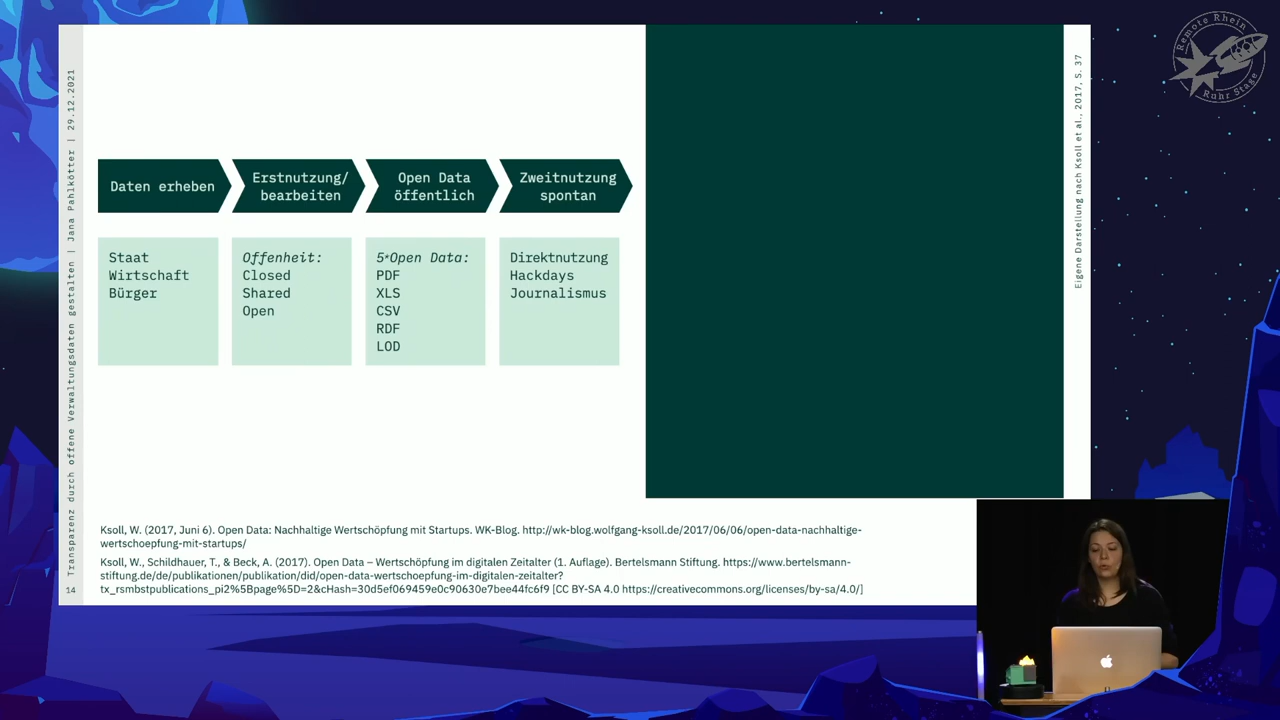 Transparenz durch offene Verwaltungsdaten gestalten | Jana Pahlkötter | 29.12.2021
14
Daten erheben
Erstnutzung/
bearbeiten
Open Data
öffentlich
Zweitnutzung
spontan
Staat
Wirtschaft
Bürger
Offenheit:
Closed
Shared
Open
5*Open Data:
PDF
XLS
CSV
RDF
LOD
Direktnutzung
Hackdays
Journalismus
Eigene Darstellung nach Ksoll et al., 2017, S. 37
Ksoll, W. (2017, Juni 6). Open Data: Nachhaltige Wertschöpfung mit Startups. WK-Blog. http://wk-blog.wolfgang-ksoll.de/2017/06/06/open-data-nachhaltige-
wertschoepfung-mit-startups/
Ksoll, W., Schildhauer, T., & Beck, A. (2017). Open Data – Wertschöpfung im digitalen Zeitalter (1. Auflage). Bertelsmann Stiftung. https://www.bertelsmann-
stiftung.de/de/publikationen/publikation/did/open-data-wertschoepfung-im-digitalen-zeitalter?
tx_rsmbstpublications_pi2%5Bpage%5D=2&cHash=30d5ef069459e0c90630e7bee44fc6f9 [CC BY-SA 4.0 https://creativecommons.org/licenses/by-sa/4.0/]
Remote Rhein
Ruhr Stage